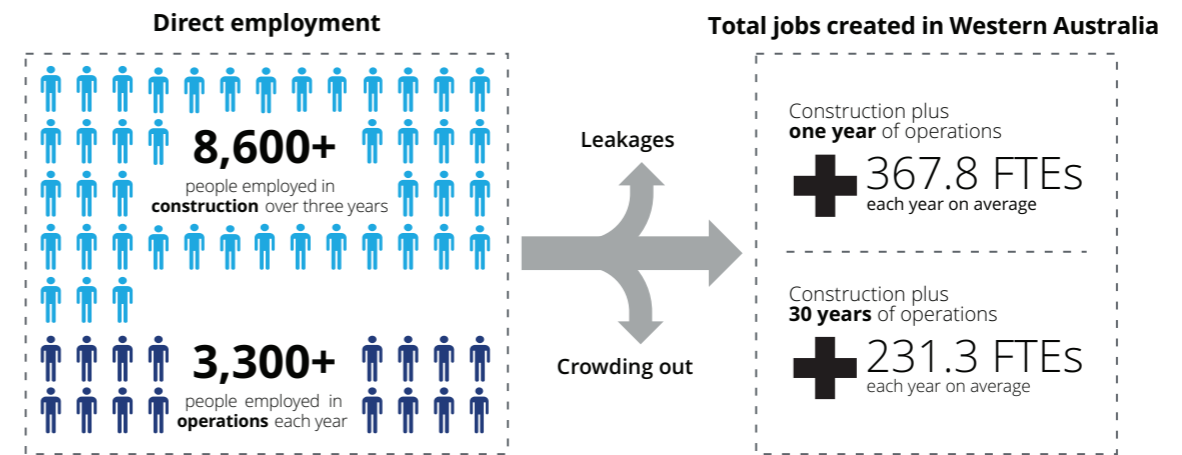 Direct employment
8,600+
people employed in
construction over three years
3,300+
people employed in
operations each year
Leakages
Crowding out
Total jobs created in Western Australia
Construction plus
one year of operations
367.8 FTEs
each year on average
Construction plus
30 years of operations
231.3 FTEs
each year on average